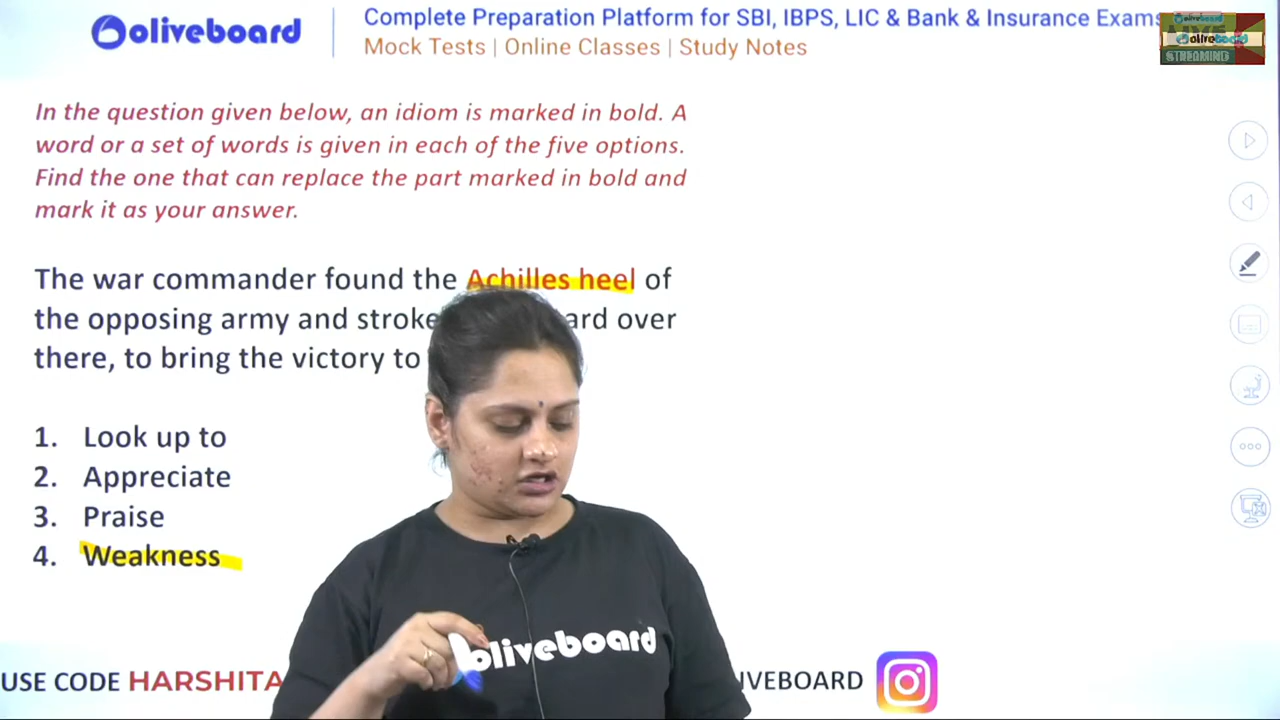 oliveboard
Complete Preparation Platform for SBI, IBPS, LIC & Bank & Insurance Exams
Mock Tests | Online Classes | Study Notes
oliveboard
oliveboard
STREAMING
In the question given below, an idiom is marked in bold. A
word or a set of words is given in each of the five options.
Find the one that can replace the part marked in bold and
mark it as your answer.
The war commander found the Achilles heel of
the opposing army and stroke ard over
there, to bring the victory to
1. Look up to
2. Appreciate
3. Praise
4. Weakness
oliveboard
USE CODE HARSHITA
IVEBOARD